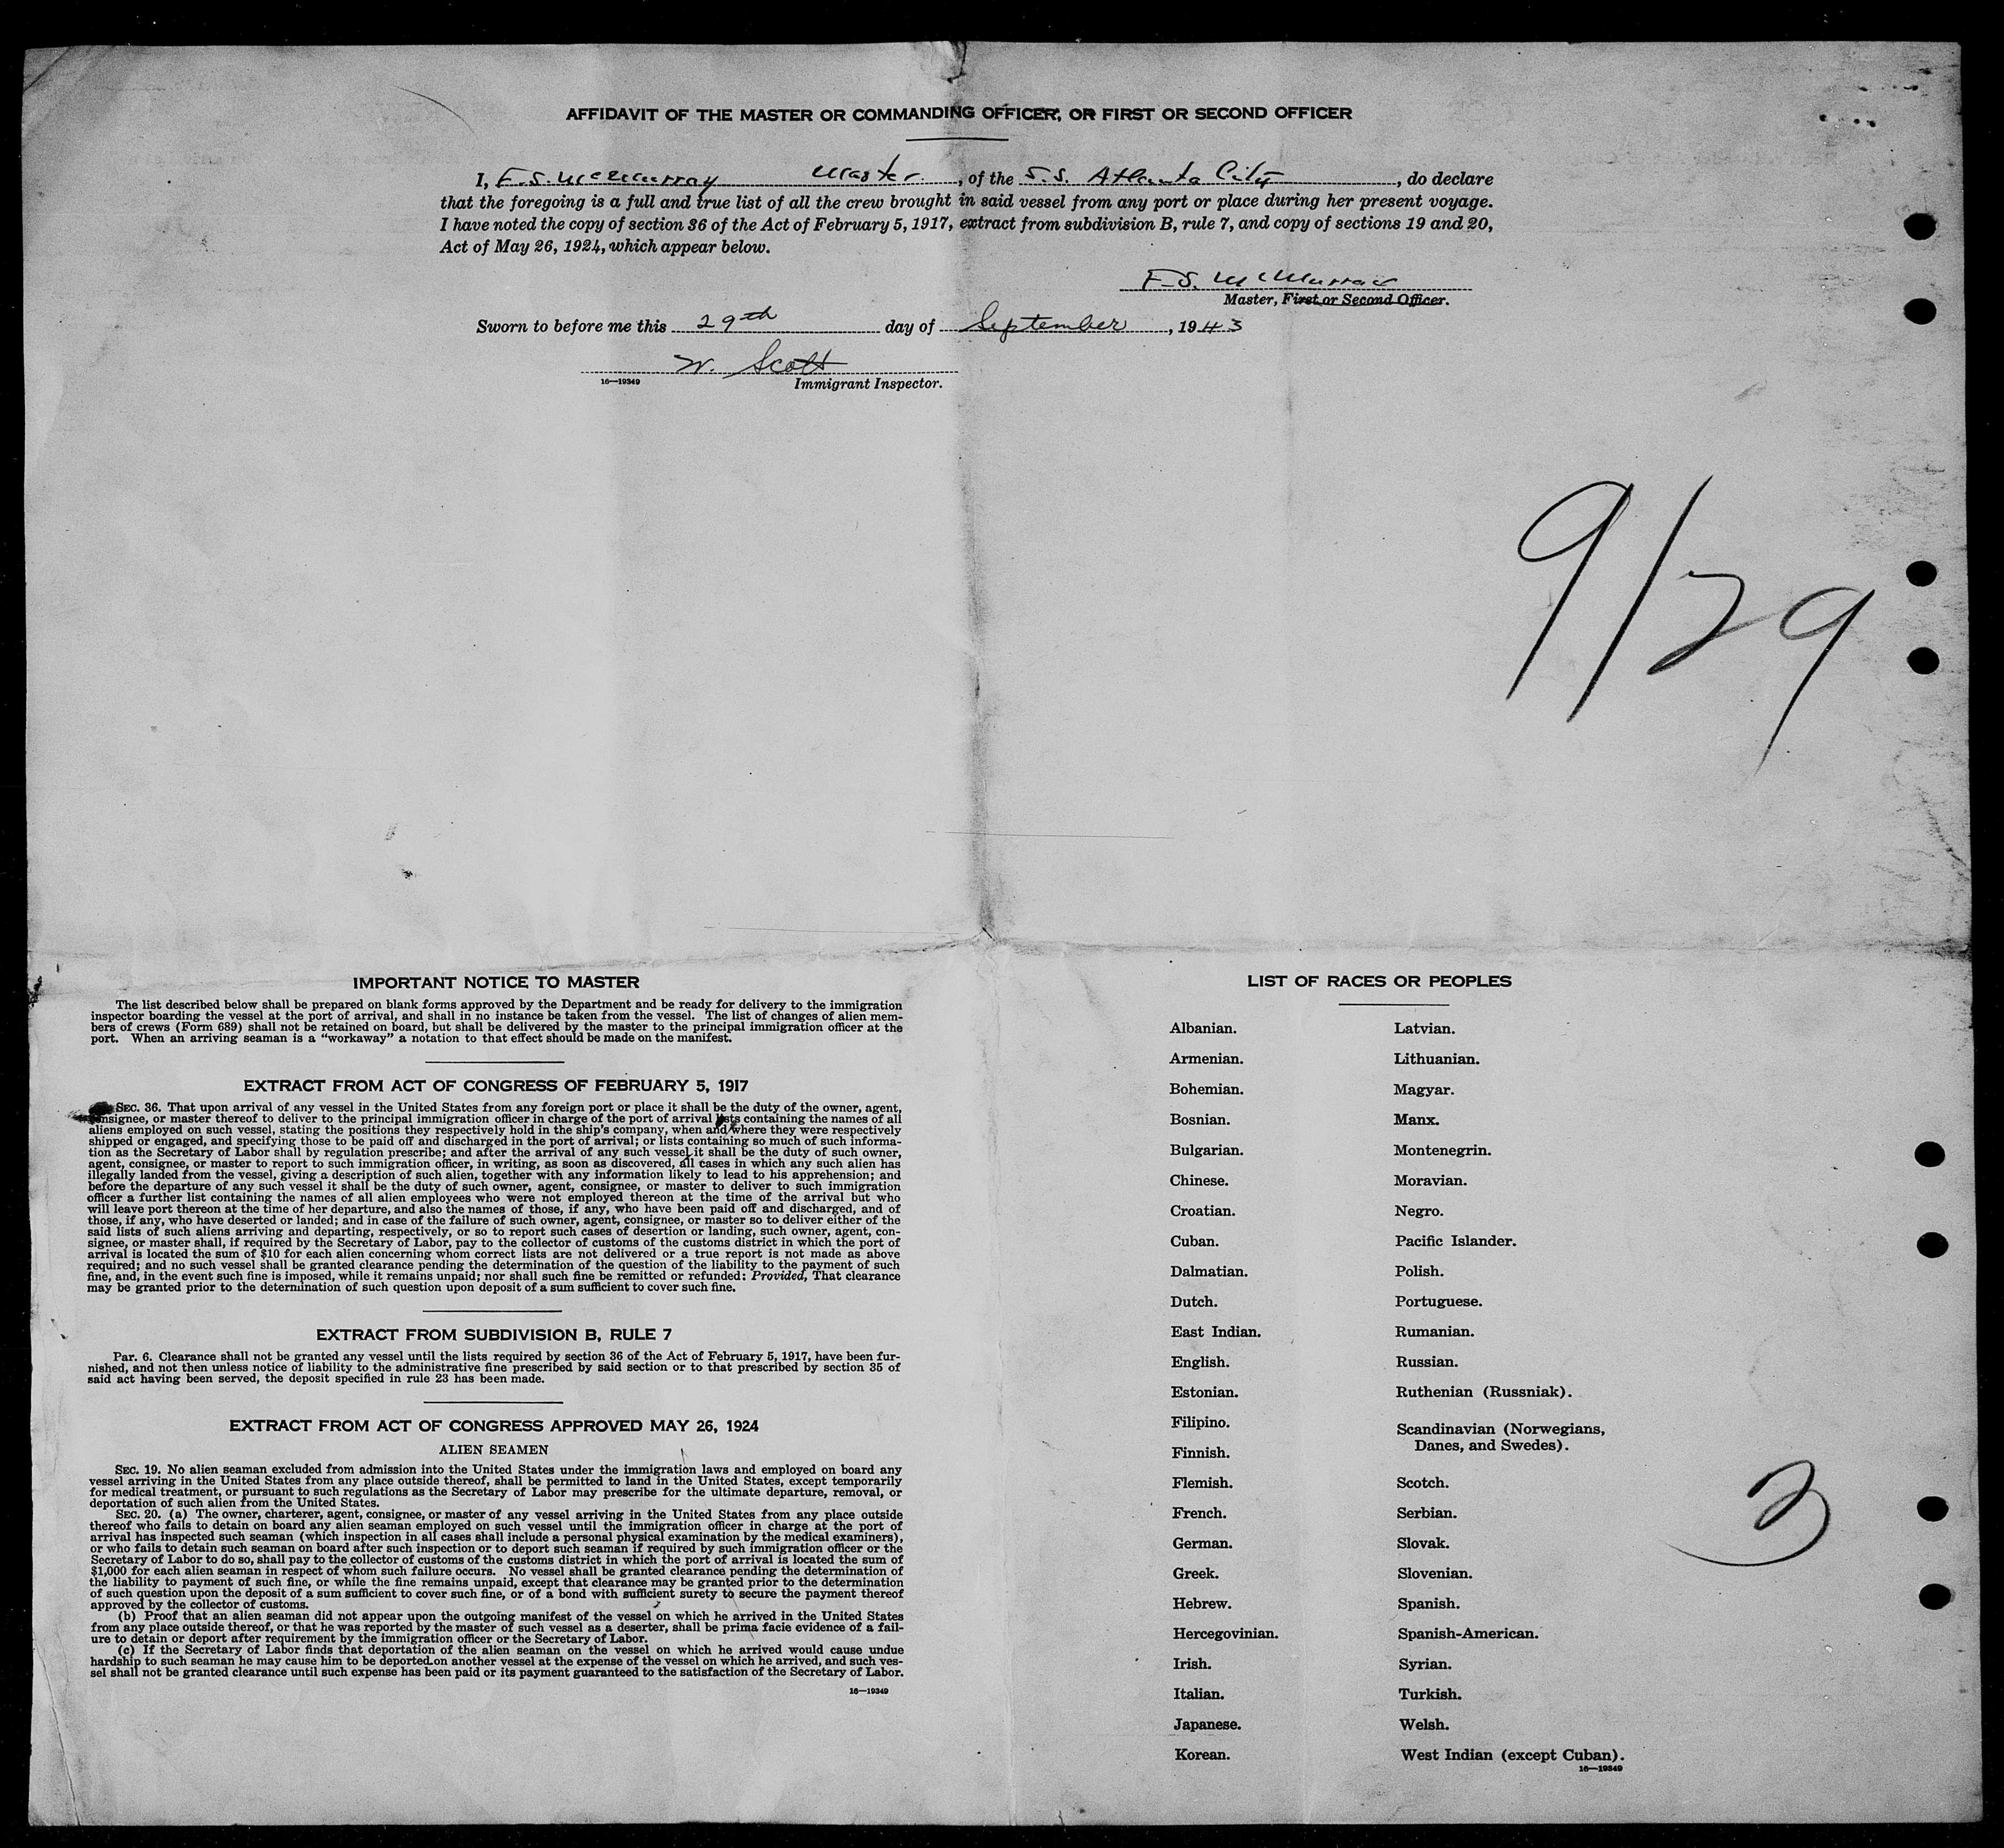 AFFIDAVIT OF THE MASTER OR COMMANDING OFFICER, OR FIRST OR SECOND OFFICER
I, E.S. McMurray Master, of the S.S. Atlanta City, do declare
that the foregoing is a full and true list of all the crew brought in said vessel from any port or place during her present voyage.
I have noted the copy of section 36 of the Act of February 5, 1917, extract from subdivision B, rule 7, and copy of sections 19 and 20,
Act of May 26, 1924, which appear below.
E.S. McMurray
Master, First or Second Officer.
Sworn to before me this 29th day of September, 1943
W. Scott
16—19349 Immigrant Inspector.
9/29
IMPORTANT NOTICE TO MASTER
The list described below shall be prepared on blank forms approved by the Department and be ready for delivery to the immigration
inspector boarding the vessel at the port of arrival, and shall in no instance be taken from the vessel. The list of changes of alien mem-
bers of crews (Form 689) shall not be retained on board, but shall be delivered by the master to the principal immigration officer at the
port. When an arriving seaman is a "workaway" a notation to that effect should be made on the manifest.
EXTRACT FROM ACT OF CONGRESS OF FEBRUARY 5, 1917
SEC. 36. That upon arrival of any vessel in the United States from any foreign port or place it shall be the duty of the owner, agent,
consignee, or master thereof to deliver to the principal immigration officer in charge of the port of arrival lists containing the names of all
aliens employed on such vessel, stating the positions they respectively hold in the ship's company, when and where they were respectively
shipped or engaged, and specifying those to be paid off and discharged in the port of arrival; or lists containing so much of such informa-
tion as the Secretary of Labor shall by regulation prescribe; and after the arrival of any such vessel it shall be the duty of such owner,
agent, consignee, or master to report to such immigration officer, in writing, as soon as discovered, all cases in which any such alien has
illegally landed from the vessel, giving a description of such alien, together with any information likely to lead to his apprehension; and
before the departure of any such vessel it shall be the duty of such owner, agent, consignee, or master to deliver to such immigration
officer a further list containing the names of all alien employees who were not employed thereon at the time of the arrival but who
will leave port thereon at the time of her departure, and also the names of those, if any, who have been paid off and discharged, and of
those, if any, who have deserted or landed; and in case of the failure of such owner, agent, consignee, or master so to deliver either of the
said lists of such aliens arriving and departing, respectively, or so to report such cases of desertion or landing, such owner, agent, con-
signee, or master shall, if required by the Secretary of Labor, pay to the collector of customs of the customs district in which the port of
arrival is located the sum of $10 for each alien concerning whom correct lists are not delivered or a true report is not made as above
required; and no such vessel shall be granted clearance pending the determination of the question of the liability to the payment of such
fine, and, in the event such fine is imposed, while it remains unpaid; nor shall such fine be remitted or refunded: Provided, That clearance
may be granted prior to the determination of such question upon deposit of a sum sufficient to cover such fine.
EXTRACT FROM SUBDIVISION B, RULE 7
Par. 6. Clearance shall not be granted any vessel until the lists required by section 36 of the Act of February 5, 1917, have been fur-
nished, and not then unless notice of liability to the administrative fine prescribed by said section or to that prescribed by section 35 of
said act having been served, the deposit specified in rule 23 has been made.
EXTRACT FROM ACT OF CONGRESS APPROVED MAY 26, 1924
ALIEN SEAMEN
SEC. 19. No alien seaman excluded from admission into the United States under the immigration laws and employed on board any
vessel arriving in the United States from any place outside thereof, shall be permitted to land in the United States, except temporarily
for medical treatment, or pursuant to such regulations as the Secretary of Labor may prescribe for the ultimate departure, removal, or
deportation of such alien from the United States.
SEC. 20. (a) The owner, charterer, agent, consignee, or master of any vessel arriving in the United States from any place outside
thereof who fails to detain on board any alien seaman employed on such vessel until the immigration officer in charge at the port of
arrival has inspected such seaman (which inspection in all cases shall include a personal physical examination by the medical examiners),
or who fails to detain such seaman on board after such inspection or to deport such seaman if required by such immigration officer or the
Secretary of Labor to do so, shall pay to the collector of customs of the customs district in which the port of arrival is located the sum of
$1,000 for each alien seaman in respect of whom such failure occurs. No vessel shall be granted clearance pending the determination of
the liability to payment of such fine, or while the fine remains unpaid, except that clearance may be granted prior to the determination
of such question upon the deposit of a sum sufficient to cover such fine, or of a bond with sufficient surety to secure the payment thereof
approved by the collector of customs.
(b) Proof that an alien seaman did not appear upon the outgoing manifest of the vessel on which he arrived in the United States
from any place outside thereof, or that he was reported by the master of such vessel as a deserter, shall be prima facie evidence of a fail-
ure to detain or deport after requirement by the immigration officer or the Secretary of Labor.
(c) If the Secretary of Labor finds that deportation of the alien seaman on the vessel on which he arrived would cause undue
hardship to such seaman he may cause him to be deported on another vessel at the expense of the vessel on which he arrived, and such ves-
sel shall not be granted clearance until such expense has been paid or its payment guaranteed to the satisfaction of the Secretary of Labor.
16—19349
LIST OF RACES OR PEOPLES
Albanian.
Armenian.
Bohemian.
Bosnian.
Bulgarian.
Chinese.
Croatian.
Cuban.
Dalmatian.
Dutch.
East Indian.
English.
Estonian.
Filipino.
Finnish.
Flemish.
French.
German.
Greek.
Hebrew.
Hercegovinian.
Irish.
Italian.
Japanese.
Korean.
Latvian.
Lithuanian.
Magyar.
Manx.
Montenegrin.
Moravian.
Negro.
Pacific Islander.
Polish.
Portuguese.
Rumanian.
Russian.
Ruthenian (Russniak).
Scandinavian (Norwegians,
Danes, and Swedes).
Scotch.
Serbian.
Slovak.
Slovenian.
Spanish.
Spanish-American.
Syrian.
Turkish.
Welsh.
West Indian (except Cuban).
16—19349